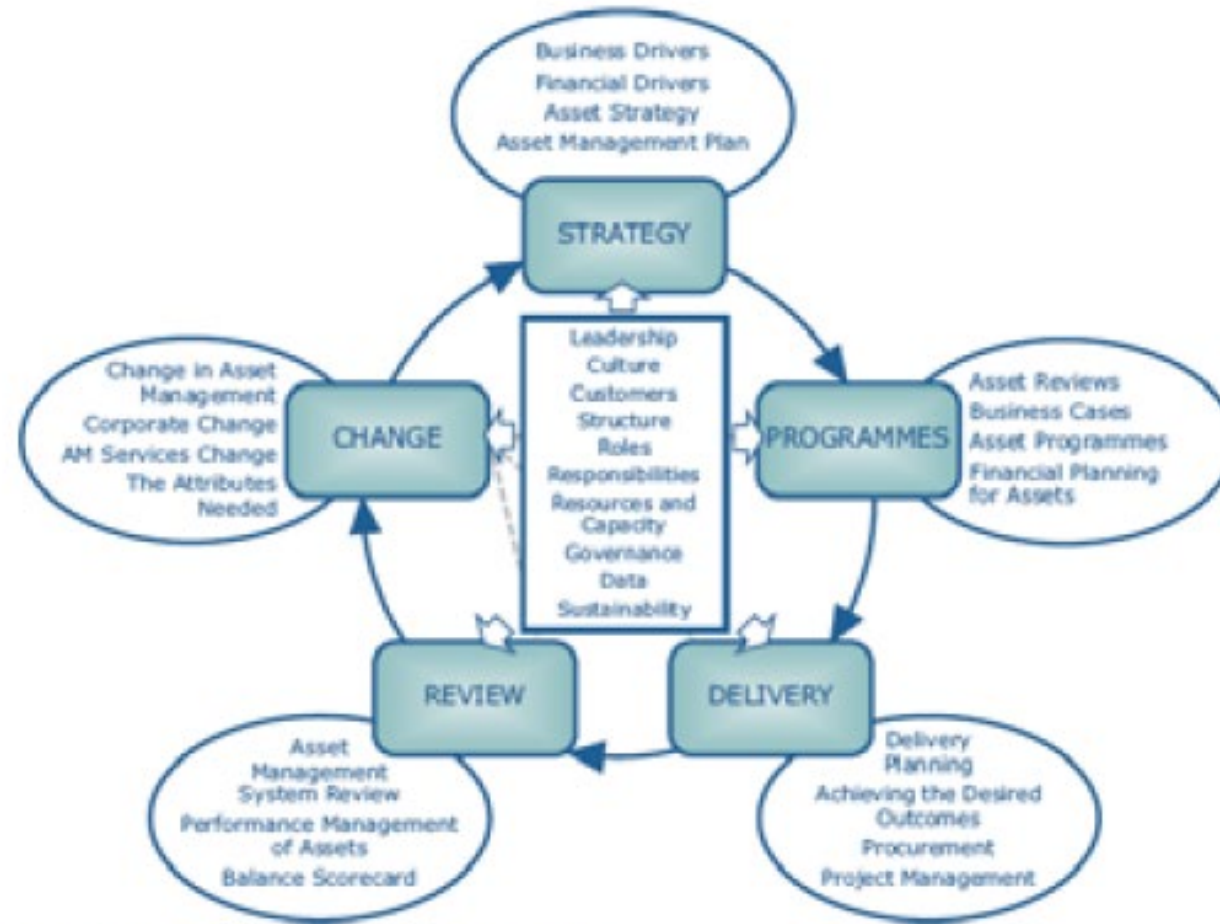 Business Drivers
Financial Drivers
Asset Strategy
Asset Management Plan
STRATEGY
Leadership
Culture
Customers
Structure
Roles
Responsibilities
Resources and
Capacity
Governance
Data
Sustainability
Change in Asset
Management
Corporate Change
AM Services Change
The Attributes
Needed
CHANGE
PROGRAMMES
Asset Reviews
Business Cases
Asset Programmes
Financial Planning
for Assets
REVIEW
Asset
Management
System Review
Performance Management
of Assets
Balance Scorecard
DELIVERY
Delivery
Planning
Achieving the Desired
Outcomes
Procurement
Project Management